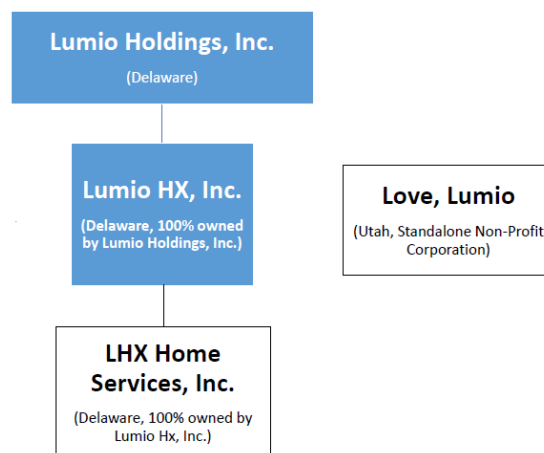 Lumio Holdings, Inc.
(Delaware)
Lumio HX, Inc.
(Delaware, 100% owned
by Lumio Holdings, Inc.)
Love, Lumio
(Utah, Standalone Non-Profit
Corporation)
LHX Home
Services, Inc.
(Delaware, 100% owned by
Lumio Hx, Inc.)